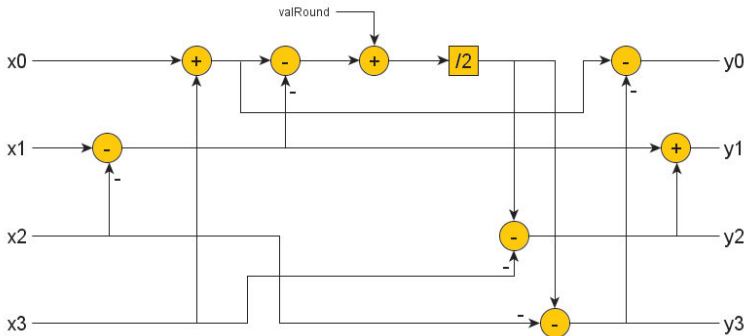 valRound
x0 + - + /2 - y0
- -
x1 - + y1
-
x2 - y2
-
x3 - - y3